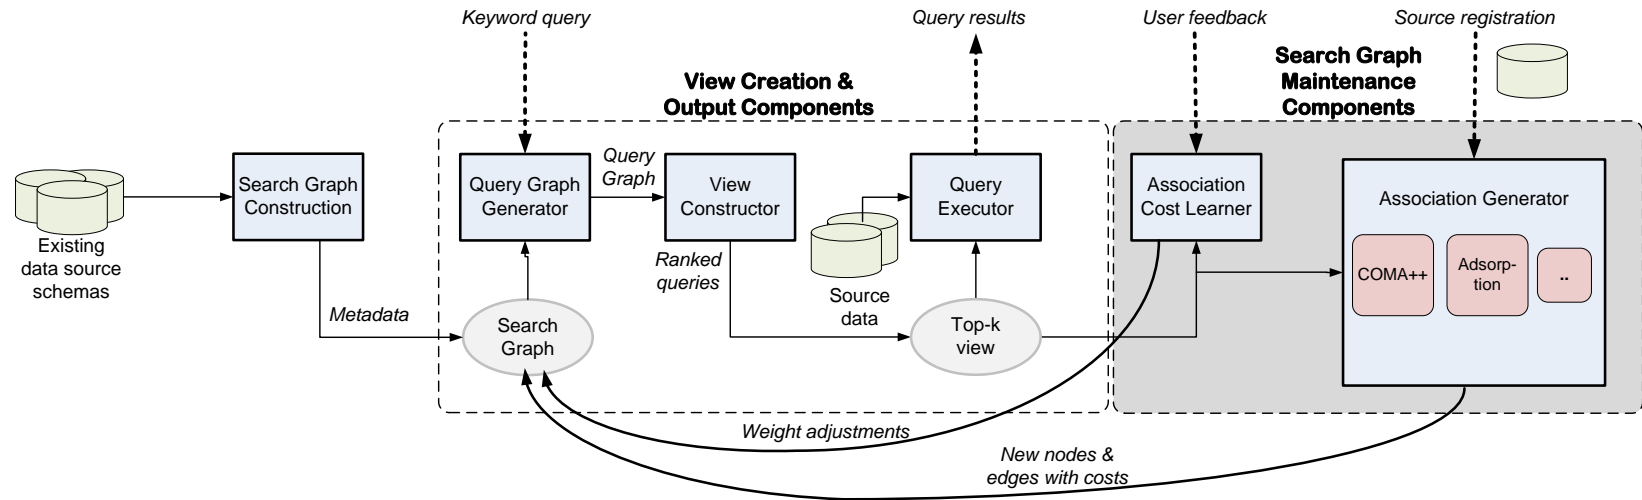 Keyword query
Query results
User feedback
Source registration
View Creation &
Output Components
Search Graph
Maintenance
Components
Existing
data source
schemas
Search Graph
Construction
Metadata
Query Graph
Generator
Query
Graph
View
Constructor
Ranked
queries
Query
Executor
Source
data
Search
Graph
Top-k
view
Association
Cost Learner
Association Generator
COMA++
Adsorp-
tion
..
Weight adjustments
New nodes &
edges with costs